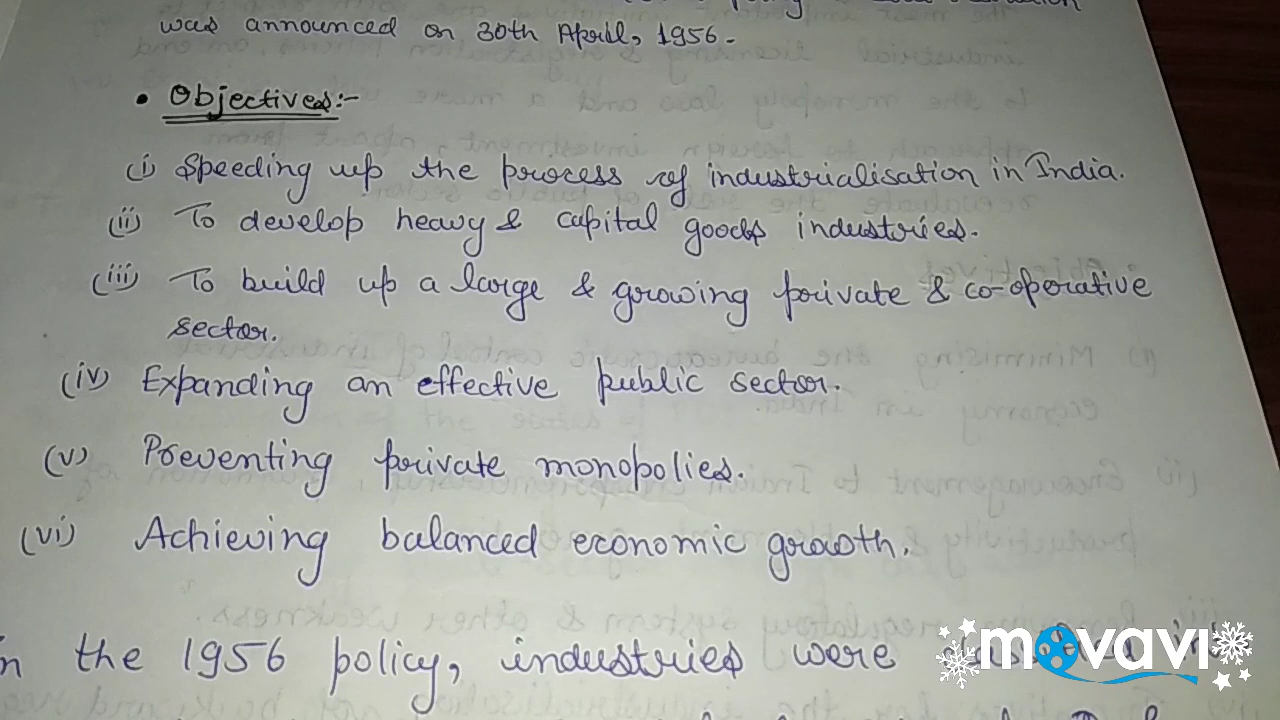 was announced on 30th April, 1956.
• Objectives:-
(i) Speeding up the process of industrialisation in India.
(ii) To develop heavy & capital goods industries.
(iii) To build up a large & growing private & co-operative
sector.
(iv) Expanding an effective public sector.
(v) Preventing private monopolies.
(vi) Achieving balanced economic growth.
the 1956 policy, industries were
movavi